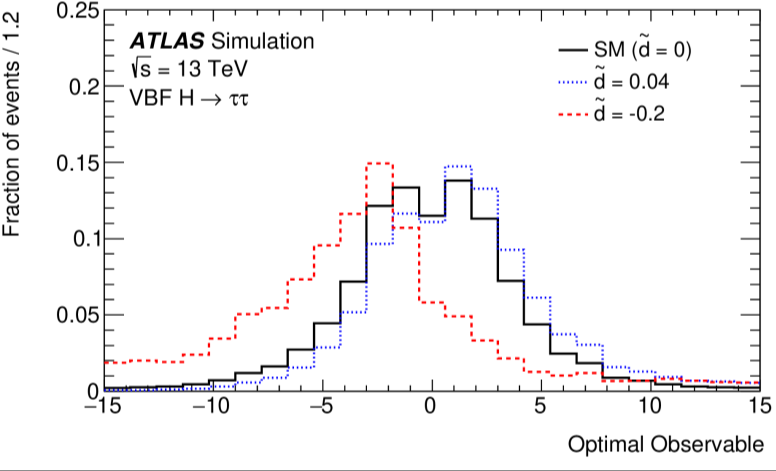 Fraction of events / 1.2
0.25
0.2
0.15
0.1
0.05
0
ATLAS Simulation
√s = 13 TeV
VBF H → ττ
SM (d̃ = 0)
d̃ = 0.04
d̃ = -0.2
−15 −10 −5 0 5 10 15
Optimal Observable